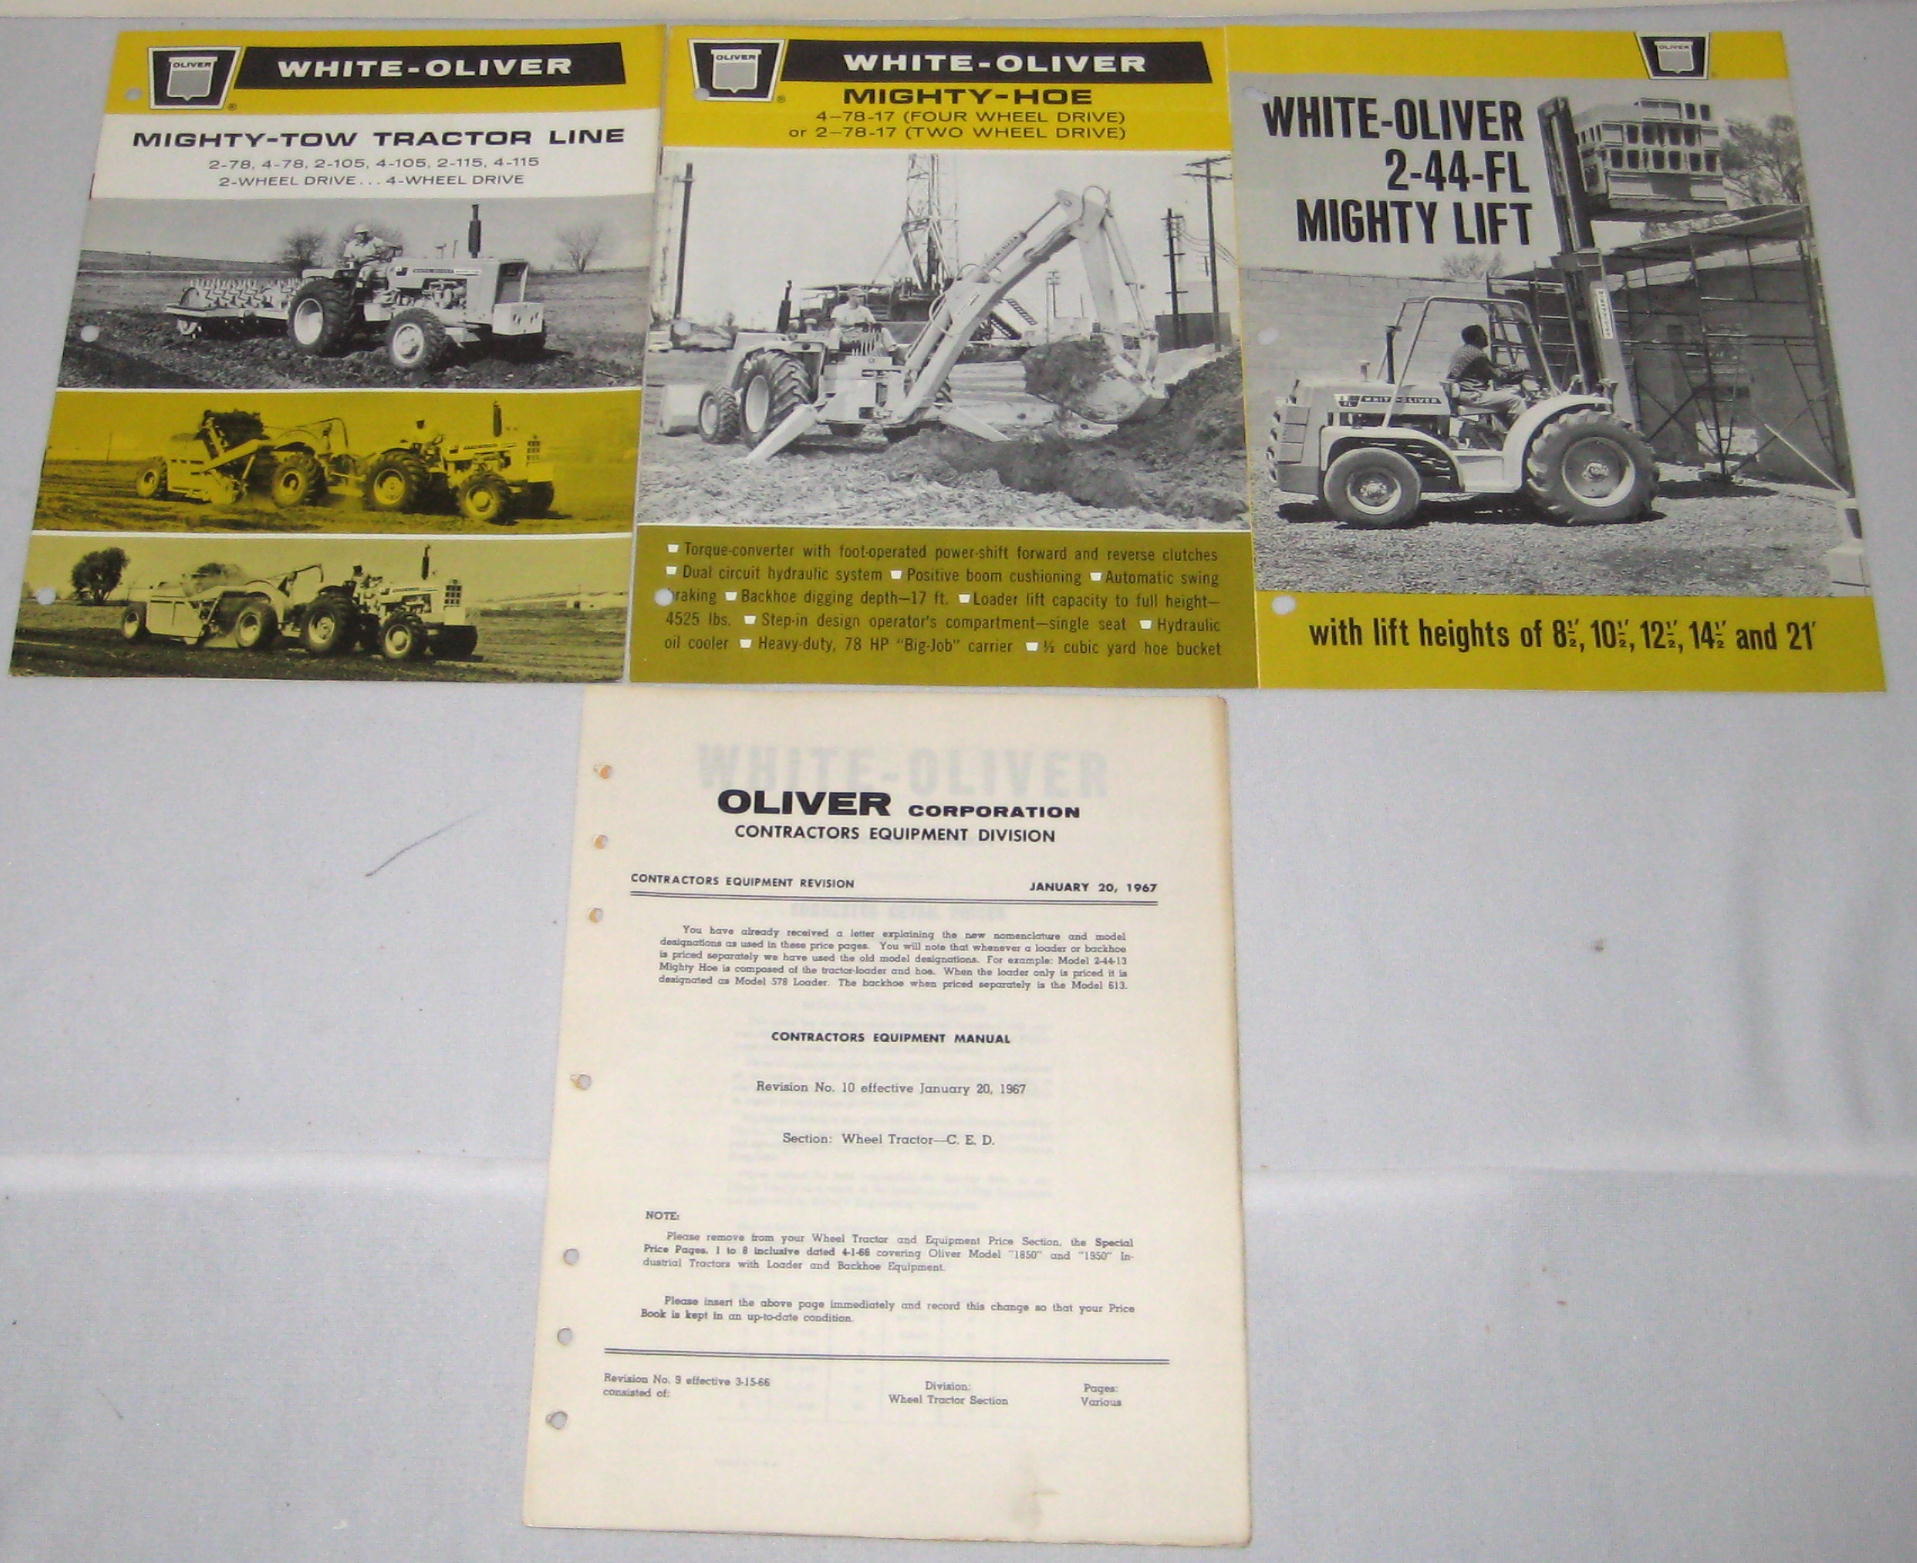 OLIVER
WHITE-OLIVER
MIGHTY-TOW TRACTOR LINE
2-78, 4-78, 2-105, 4-105, 2-115, 4-115
2-WHEEL DRIVE... 4-WHEEL DRIVE
OLIVER
WHITE-OLIVER
MIGHTY-HOE
4-78-17 (FOUR WHEEL DRIVE)
or 2-78-17 (TWO WHEEL DRIVE)
Torque-converter with foot-operated power-shift forward and reverse clutches
Dual circuit hydraulic system Positive boom cushioning Automatic swing
raking Backhoe digging depth—17 ft. Loader lift capacity to full height—
4525 lbs. Step-in design operator's compartment—single seat Hydraulic
oil cooler Heavy-duty, 78 HP "Big-Job" carrier ½ cubic yard hoe bucket
OLIVER
WHITE-OLIVER
2-44-FL
MIGHTY LIFT
WHITE-OLIVER
with lift heights of 8½', 10½', 12½', 14½' and 21'
WHITE-OLIVER
OLIVER CORPORATION
CONTRACTORS EQUIPMENT DIVISION
CONTRACTORS EQUIPMENT REVISION JANUARY 20, 1967
You have already received a letter explaining the new nomenclature and model
designations as used in these price pages. You will note that whenever a loader or backhoe
is priced separately we have used the old model designations. For example: Model 2-44-13
Mighty Hoe is composed of the tractor-loader and hoe. When the loader only is priced it is
designated as Model 578 Loader. The backhoe when priced separately is the Model 613.
CONTRACTORS EQUIPMENT MANUAL
Revision No. 10 effective January 20, 1967
Section: Wheel Tractor—C. E. D.
NOTE:
Please remove from your Wheel Tractor and Equipment Price Section, the Special
Price Pages, 1 to 8 inclusive dated 4-1-66 covering Oliver Model "1850" and "1950" In-
dustrial Tractors with Loader and Backhoe Equipment.
Please insert the above page immediately and record this change so that your Price
Book is kept in an up-to-date condition.
Revision No. 9 effective 3-15-66 Division: Pages:
consisted of: Wheel Tractor Section Various